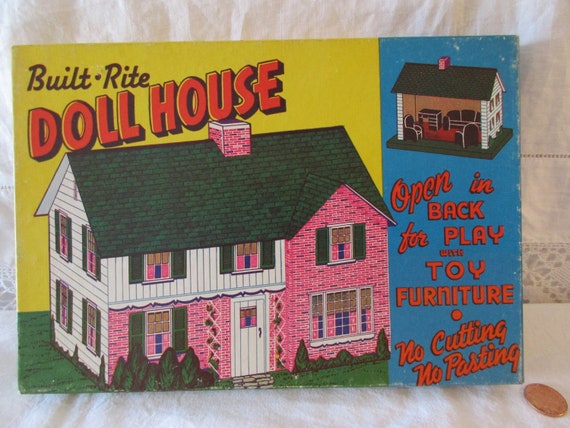 Built-Rite
DOLL HOUSE
Open in
BACK
for PLAY
WITH
TOY
FURNITURE
•
No Cutting
No Pasting